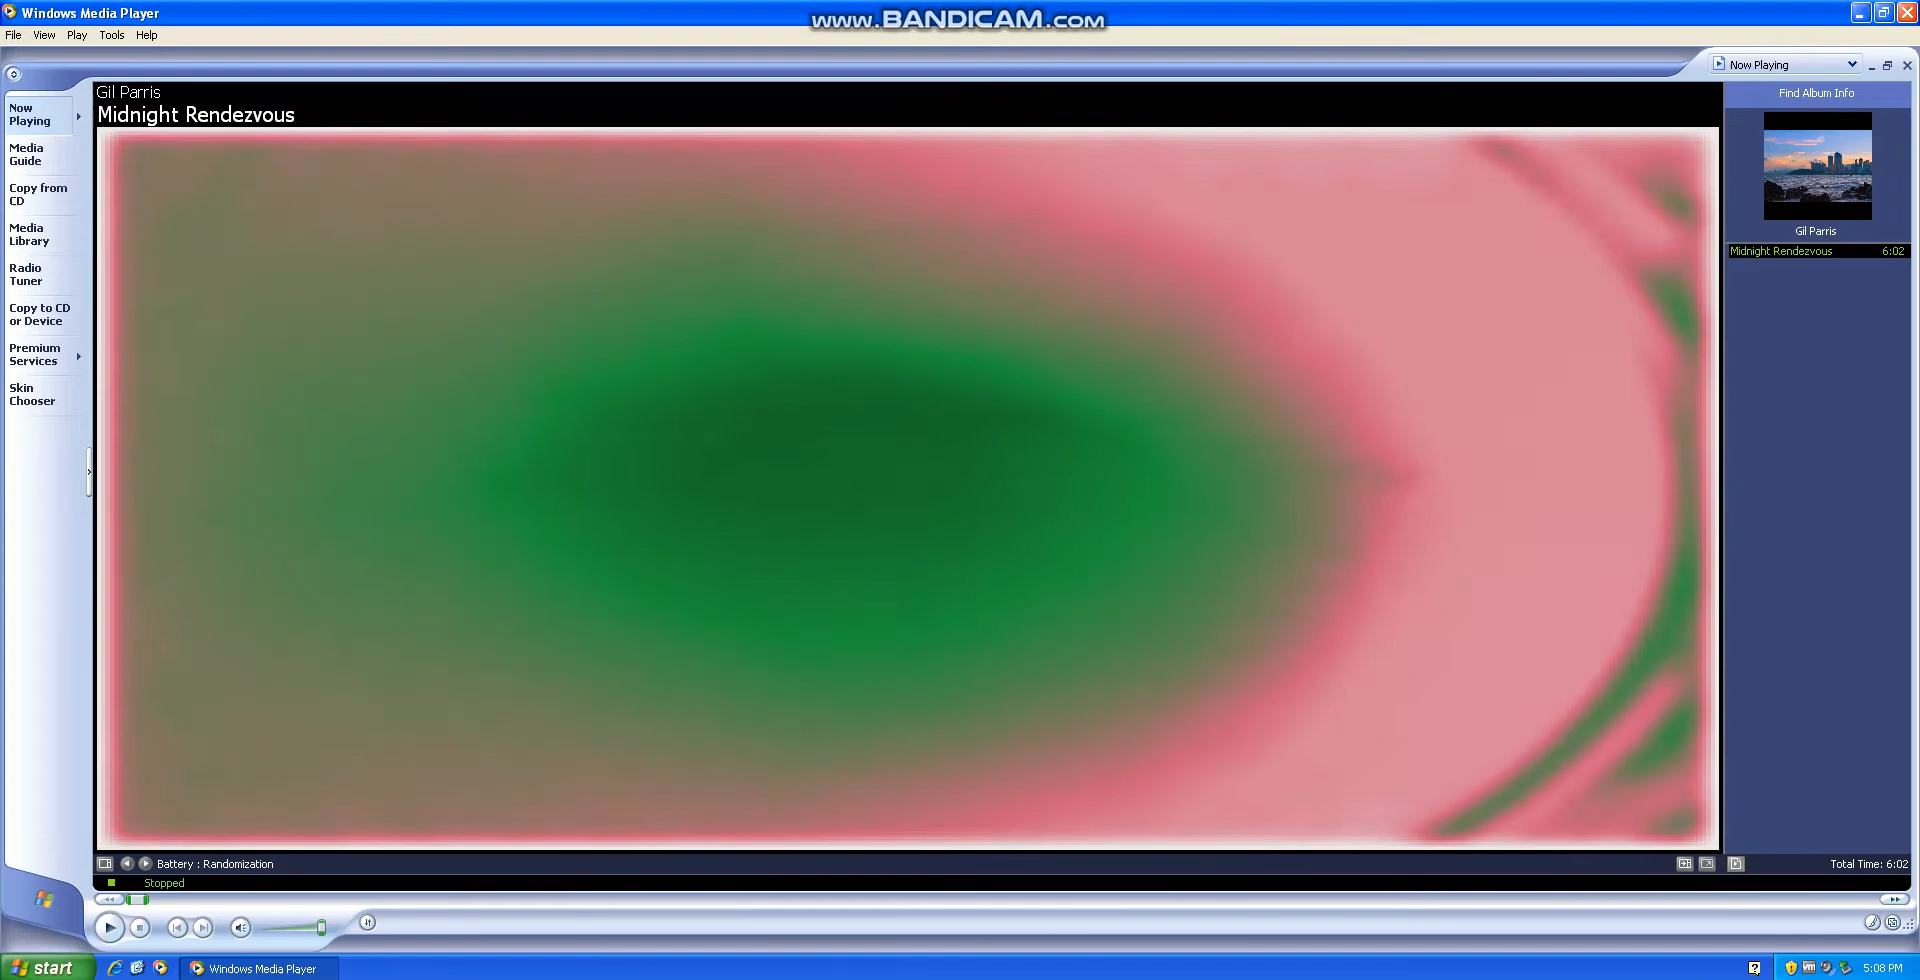 Windows Media Player
www.BANDICAM.com
File View Play Tools Help
Now Playing
Now
Playing
Media
Guide
Copy from
CD
Media
Library
Radio
Tuner
Copy to CD
or Device
Premium
Services
Skin
Chooser
Gil Parris
Midnight Rendezvous
Find Album Info
Gil Parris
Midnight Rendezvous 6:02
Battery : Randomization
Total Time: 6:02
Stopped
start
Windows Media Player
5:08 PM